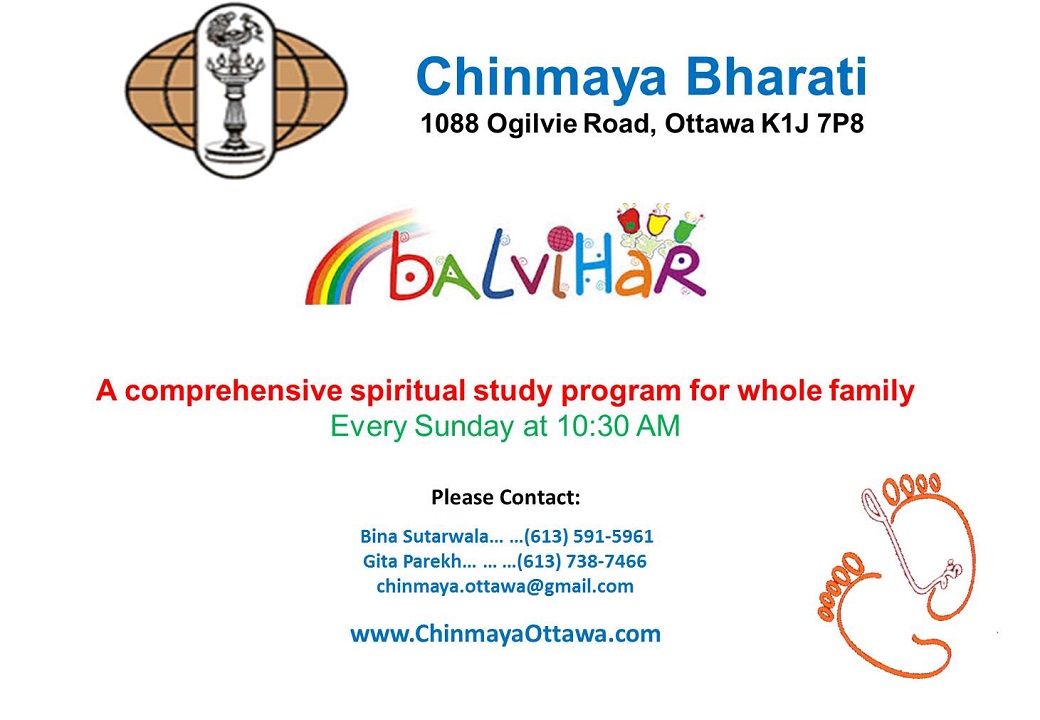 Chinmaya Bharati
1088 Ogilvie Road, Ottawa K1J 7P8
bALViHaR
A comprehensive spiritual study program for whole family
Every Sunday at 10:30 AM
Please Contact:
Bina Sutarwala... ...(613) 591-5961
Gita Parekh... ... ...(613) 738-7466
chinmaya.ottawa@gmail.com
www.ChinmayaOttawa.com